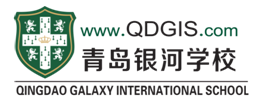 www.QDGIS.com
青岛银河学校
QINGDAO GALAXY INTERNATIONAL SCHOOL